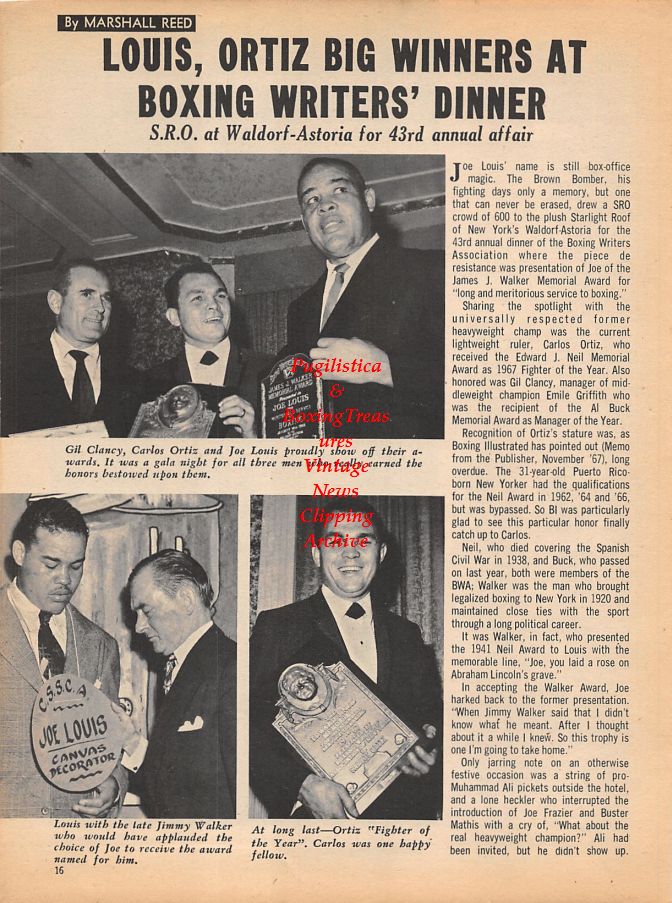 By MARSHALL REED
LOUIS, ORTIZ BIG WINNERS AT
BOXING WRITERS' DINNER
S.R.O. at Waldorf-Astoria for 43rd annual affair
JAMES J. WALKER
MEMORIAL AWARD
Presented to
JOE LOUIS
BOXING
Pugilistica
&
BoxingTreas
ures
Vintage
News
Clipping
Archive
Gil Clancy, Carlos Ortiz and Joe Louis proudly show off their a-
wards. It was a gala night for all three men who really earned the
honors bestowed upon them.
C.S.S.C.A
JOE LOUIS
CANVAS
DECORATOR
Louis with the late Jimmy Walker
who would have applauded the
choice of Joe to receive the award
named for him.
At long last—Ortiz "Fighter of
the Year". Carlos was one happy
fellow.
Joe Louis' name is still box-office
magic. The Brown Bomber, his
fighting days only a memory, but one
that can never be erased, drew a SRO
crowd of 600 to the plush Starlight Roof
of New York's Waldorf-Astoria for the
43rd annual dinner of the Boxing Writers
Association where the piece de
resistance was presentation of Joe of the
James J. Walker Memorial Award for
"long and meritorious service to boxing."
Sharing the spotlight with the
universally respected former
heavyweight champ was the current
lightweight ruler, Carlos Ortiz, who
received the Edward J. Neil Memorial
Award as 1967 Fighter of the Year. Also
honored was Gil Clancy, manager of mid-
dleweight champion Emile Griffith who
was the recipient of the Al Buck
Memorial Award as Manager of the Year.
Recognition of Ortiz's stature was, as
Boxing Illustrated has pointed out (Memo
from the Publisher, November '67), long
overdue. The 31-year-old Puerto Rico-
born New Yorker had the qualifications
for the Neil Award in 1962, '64 and '66,
but was bypassed. So BI was particularly
glad to see this particular honor finally
catch up to Carlos.
Neil, who died covering the Spanish
Civil War in 1938, and Buck, who passed
on last year, both were members of the
BWA; Walker was the man who brought
legalized boxing to New York in 1920 and
maintained close ties with the sport
through a long political career.
It was Walker, in fact, who presented
the 1941 Neil Award to Louis with the
memorable line, "Joe, you laid a rose on
Abraham Lincoln's grave."
In accepting the Walker Award, Joe
harked back to the former presentation.
"When Jimmy Walker said that I didn't
know what he meant. After I thought
about it a while I knew. So this trophy is
one I'm going to take home."
Only jarring note on an otherwise
festive occasion was a string of pro-
Muhammad Ali pickets outside the hotel,
and a lone heckler who interrupted the
introduction of Joe Frazier and Buster
Mathis with a cry of, "What about the
real heavyweight champion?" Ali had
been invited, but he didn't show up.
16